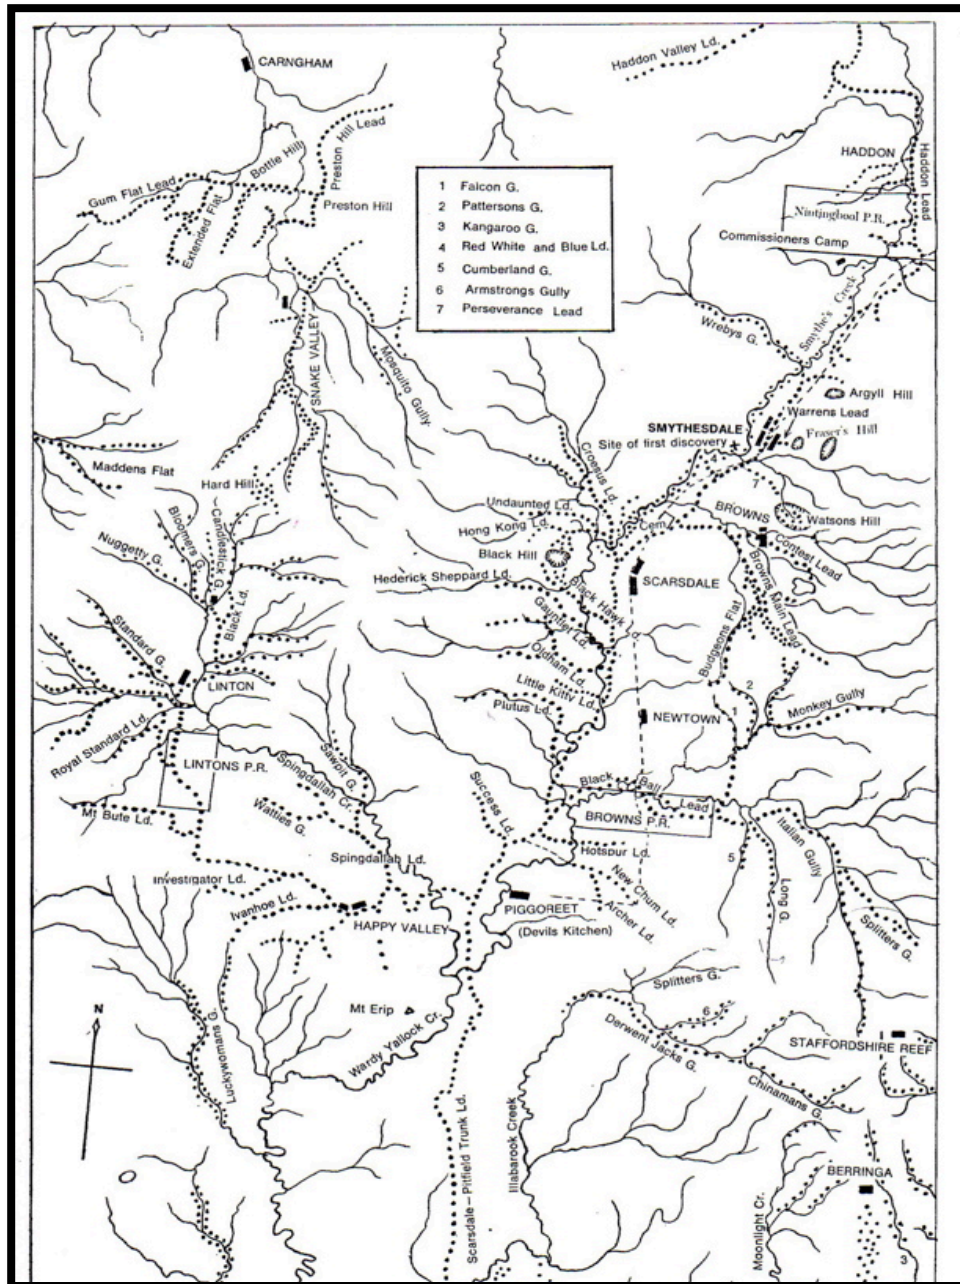 CARNGHAM
Haddon Valley Ld.
Preston Hill Lead
Bottle Hill
Gum Flat Lead
Extended Flat
Preston Hill
HADDON
Haddon Lead
Nintingbool P.R.
Commissioners Camp
1 Falcon G.
2 Pattersons G.
3 Kangaroo G.
4 Red White and Blue Ld.
5 Cumberland G.
6 Armstrongs Gully
7 Perseverance Lead
SNAKE VALLEY
Mosquito Gully
Wrebys G.
Smythe's Creek
Argyll Hill
Warrens Lead
Fraser's Hill
SMYTHESDALE
Site of first discovery
Croesus Ld.
Maddens Flat
Hard Hill
Candlestick G.
Bloomers G.
Nuggetty G.
Undaunted Ld.
Hong Kong Ld.
Cem.
7
BROWNS
Watsons Hill
Contest Lead
Black Hill
Hederick Sheppard Ld.
Black Hawk Ld.
SCARSDALE
Browns Main Lead
Budgeons Flat
Standard G.
Black Ld.
Gaunter Ld.
Oldham Ld.
Little Kitty Ld.
Plutus Ld.
LINTON
Royal Standard Ld.
NEWTOWN
2
1
Monkey Gully
LINTONS P.R.
Spingdallah Cr.
Sawpit G.
Success Ld.
Black Ball Lead
BROWNS P.R.
Mt Bute Ld.
Watties G.
Spingdallah Ld.
Hotspur Ld.
5
Italian Gully
Long G.
Investigator Ld.
Ivanhoe Ld.
HAPPY VALLEY
PIGGOREET
(Devils Kitchen)
New Chum Ld.
Archer Ld.
Splitters G.
Splitters G.
N
Mt Erip
Wardy Yallock Cr.
Luckywomans G.
6
Derwent Jacks G.
STAFFORDSHIRE REEF
Chinamans G.
Scarsdale - Pitfield Trunk Ld.
Illabarook Creek
Moonlight Cr.
BERRINGA
3